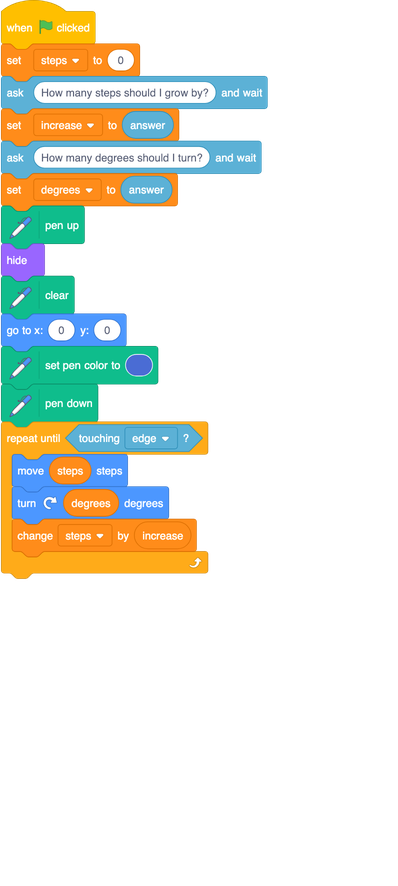 when clicked
set steps to 0
ask How many steps should I grow by? and wait
set increase to answer
ask How many degrees should I turn? and wait
set degrees to answer
pen up
hide
clear
go to x: 0 y: 0
set pen color to
pen down
repeat until touching edge ?
move steps steps
turn degrees degrees
change steps by increase